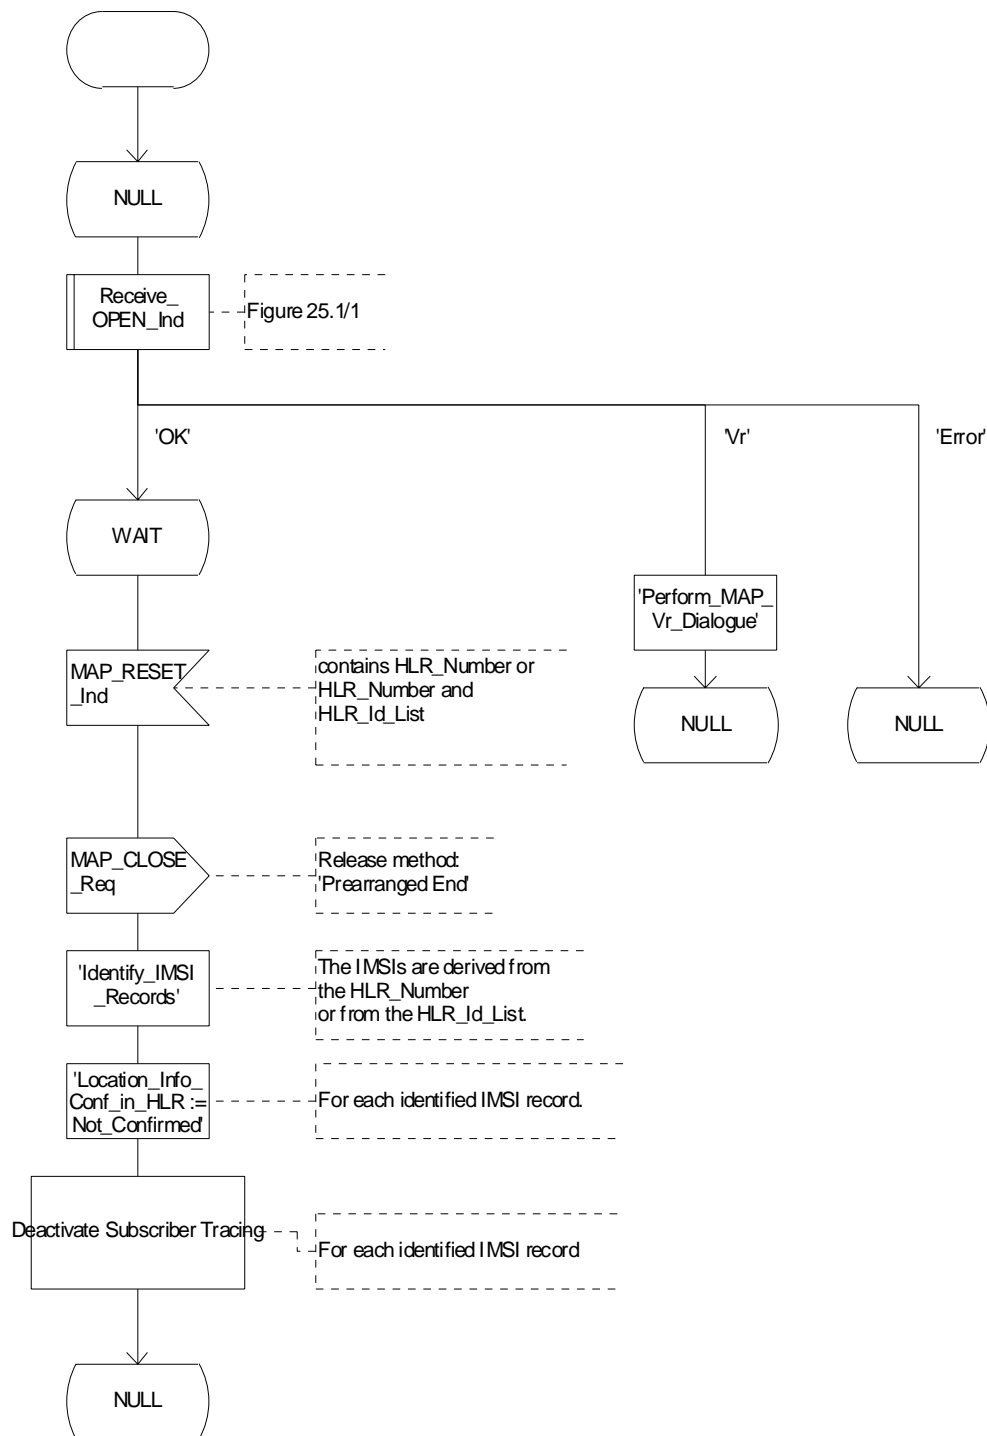 NULL
Receive_
OPEN_Ind
Figure 25.1/1
'OK'
'Vr'
'Error'
WAIT
'Perform_MAP_
Vr_Dialogue'
MAP_RESET
_Ind
contains HLR_Number or
HLR_Number and
HLR_Id_List
NULL
NULL
MAP_CLOSE
_Req
Release method:
'Prearranged End'
'Identify_IMSI
_Records'
The IMSIs are derived from
the HLR_Number
or from the HLR_Id_List.
'Location_Info_
Conf_in_HLR :=
Not_Confirmed'
For each identified IMSI record.
Deactivate Subscriber Tracing
For each identified IMSI record
NULL